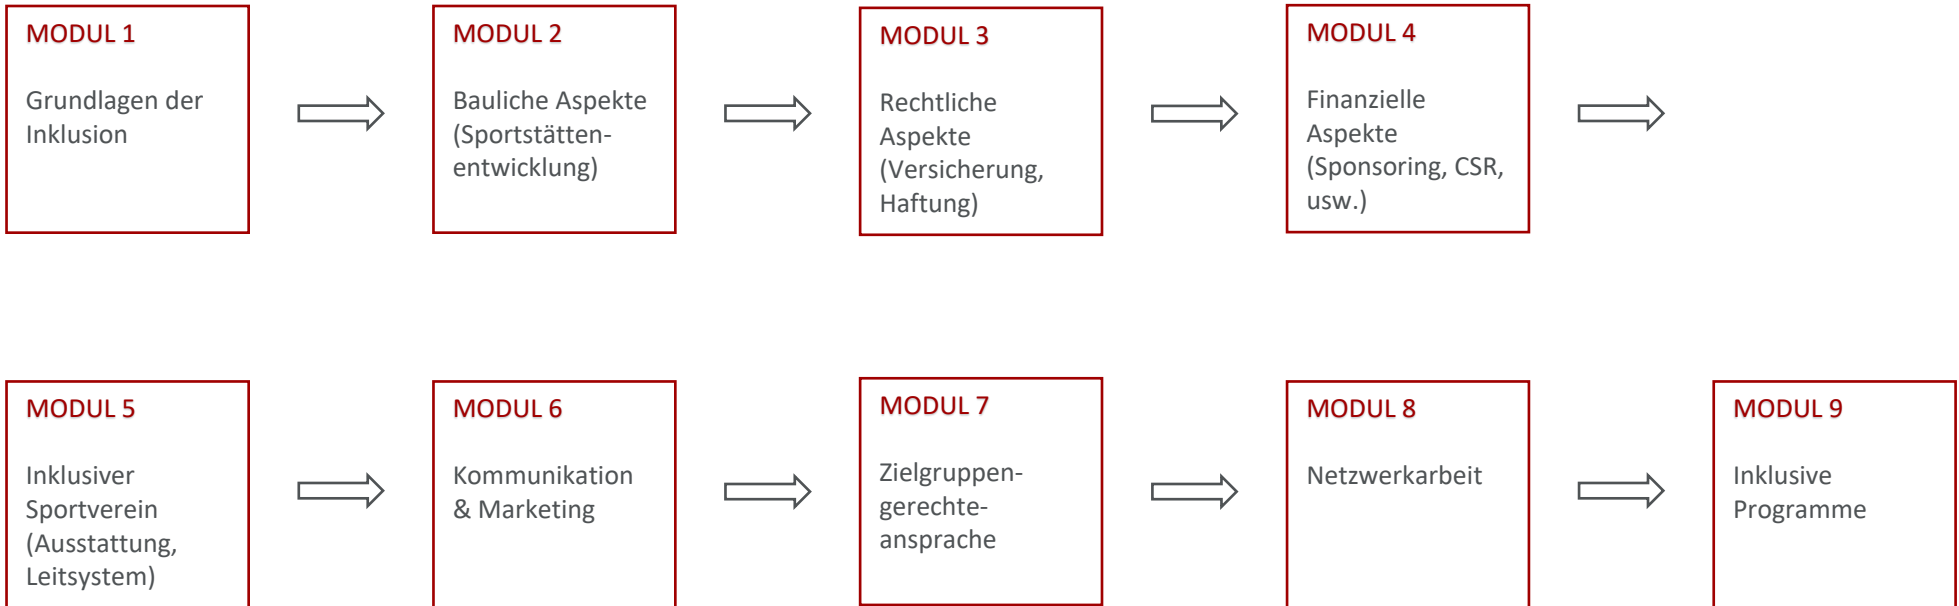 MODUL 1
Grundlagen der
Inklusion
MODUL 2
Bauliche Aspekte
(Sportstätten-
entwicklung)
MODUL 3
Rechtliche
Aspekte
(Versicherung,
Haftung)
MODUL 4
Finanzielle
Aspekte
(Sponsoring, CSR,
usw.)
MODUL 5
Inklusiver
Sportverein
(Ausstattung,
Leitsystem)
MODUL 6
Kommunikation
& Marketing
MODUL 7
Zielgruppen-
gerechte-
ansprache
MODUL 8
Netzwerkarbeit
MODUL 9
Inklusive
Programme